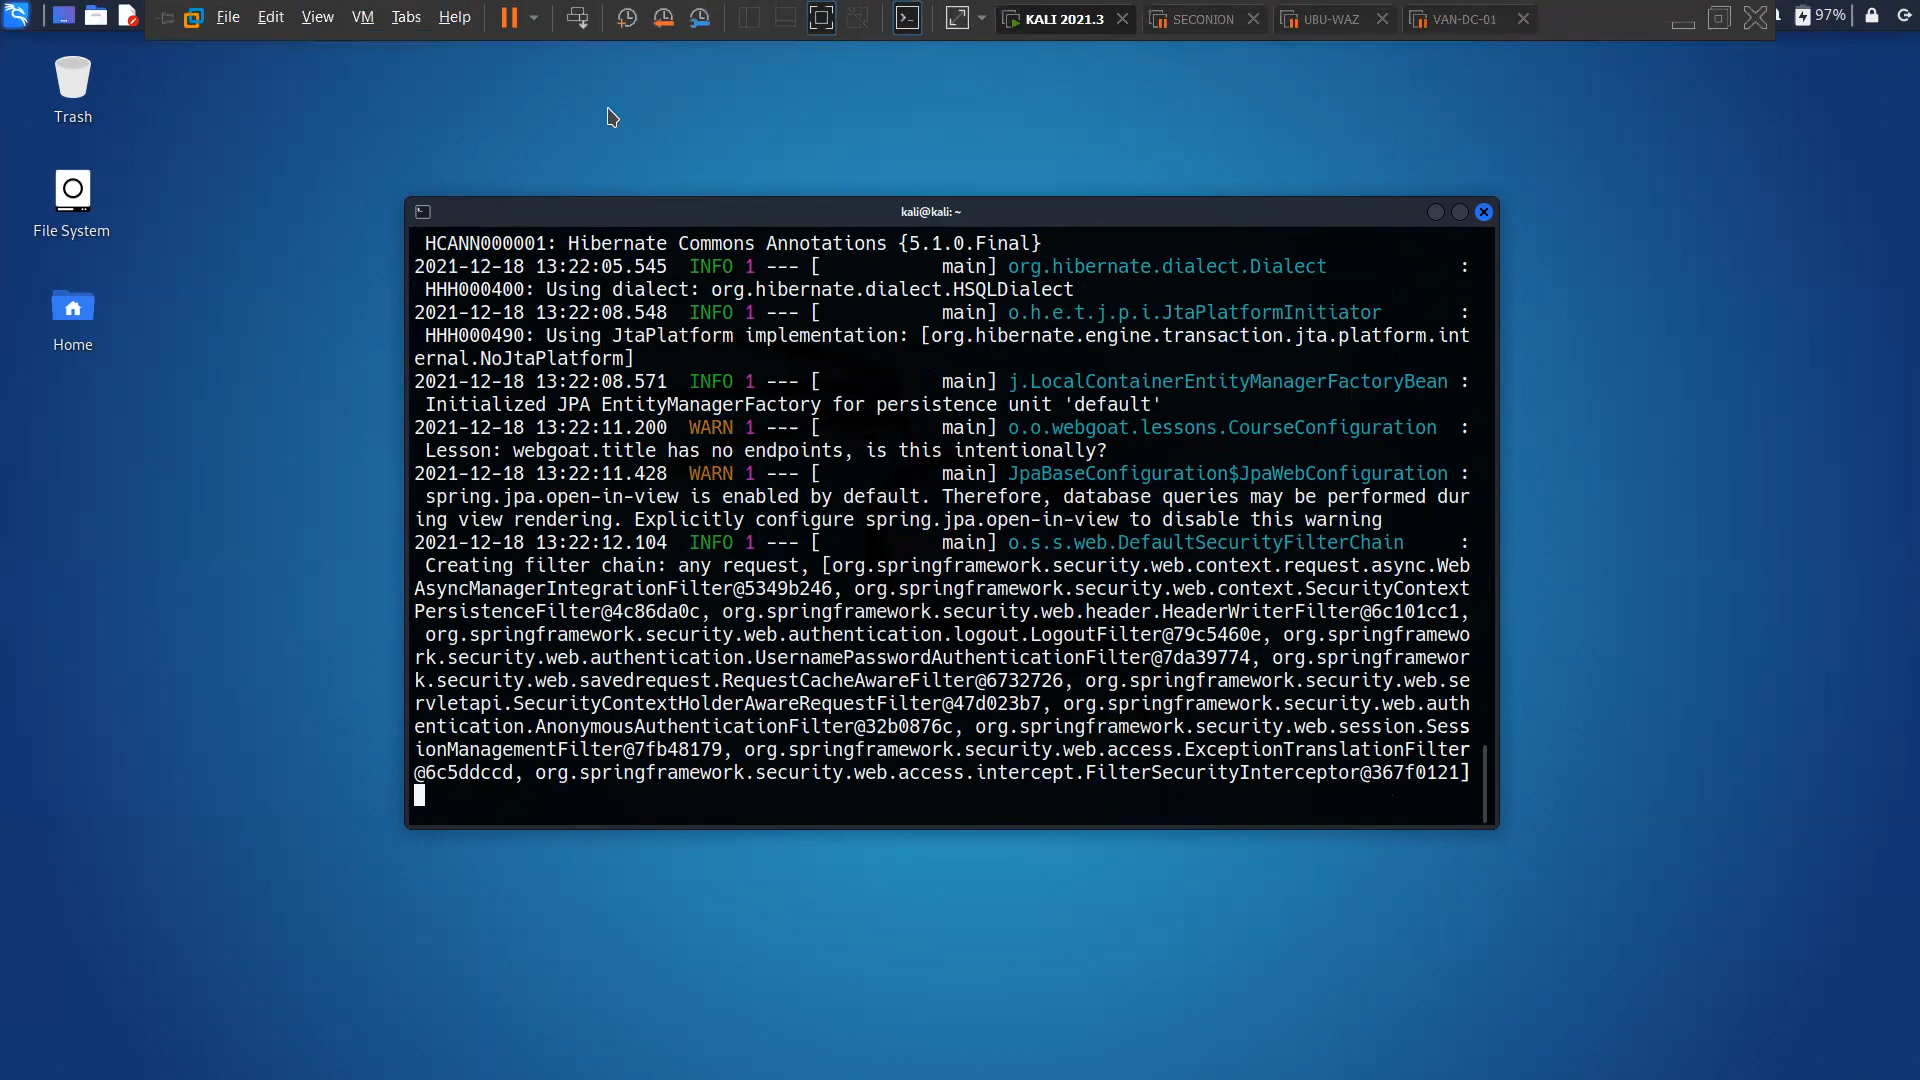 File Edit View VM Tabs Help KALI 2021.3 SECONION UBU-WAZ VAN-DC-01 97%
Trash
File System
Home
kali@kali: ~
HCANN000001: Hibernate Commons Annotations {5.1.0.Final}
2021-12-18 13:22:05.545  INFO 1 --- [           main] org.hibernate.dialect.Dialect            :
HHH000400: Using dialect: org.hibernate.dialect.HSQLDialect
2021-12-18 13:22:08.548  INFO 1 --- [           main] o.h.e.t.j.p.i.JtaPlatformInitiator       :
HHH000490: Using JtaPlatform implementation: [org.hibernate.engine.transaction.jta.platform.int
ernal.NoJtaPlatform]
2021-12-18 13:22:08.571  INFO 1 --- [           main] j.LocalContainerEntityManagerFactoryBean :
Initialized JPA EntityManagerFactory for persistence unit 'default'
2021-12-18 13:22:11.200  WARN 1 --- [           main] o.o.webgoat.lessons.CourseConfiguration  :
Lesson: webgoat.title has no endpoints, is this intentionally?
2021-12-18 13:22:11.428  WARN 1 --- [           main] JpaBaseConfiguration$JpaWebConfiguration :
spring.jpa.open-in-view is enabled by default. Therefore, database queries may be performed dur
ing view rendering. Explicitly configure spring.jpa.open-in-view to disable this warning
2021-12-18 13:22:12.104  INFO 1 --- [           main] o.s.s.web.DefaultSecurityFilterChain     :
Creating filter chain: any request, [org.springframework.security.web.context.request.async.Web
AsyncManagerIntegrationFilter@5349b246, org.springframework.security.web.context.SecurityContext
PersistenceFilter@4c86da0c, org.springframework.security.web.header.HeaderWriterFilter@6c101cc1,
org.springframework.security.web.authentication.logout.LogoutFilter@79c5460e, org.springframewo
rk.security.web.authentication.UsernamePasswordAuthenticationFilter@7da39774, org.springframewor
k.security.web.savedrequest.RequestCacheAwareFilter@6732726, org.springframework.security.web.se
rvletapi.SecurityContextHolderAwareRequestFilter@47d023b7, org.springframework.security.web.auth
entication.AnonymousAuthenticationFilter@32b0876c, org.springframework.security.web.session.Sess
ionManagementFilter@7fb48179, org.springframework.security.web.access.ExceptionTranslationFilter
@6c5ddccd, org.springframework.security.web.access.intercept.FilterSecurityInterceptor@367f0121]